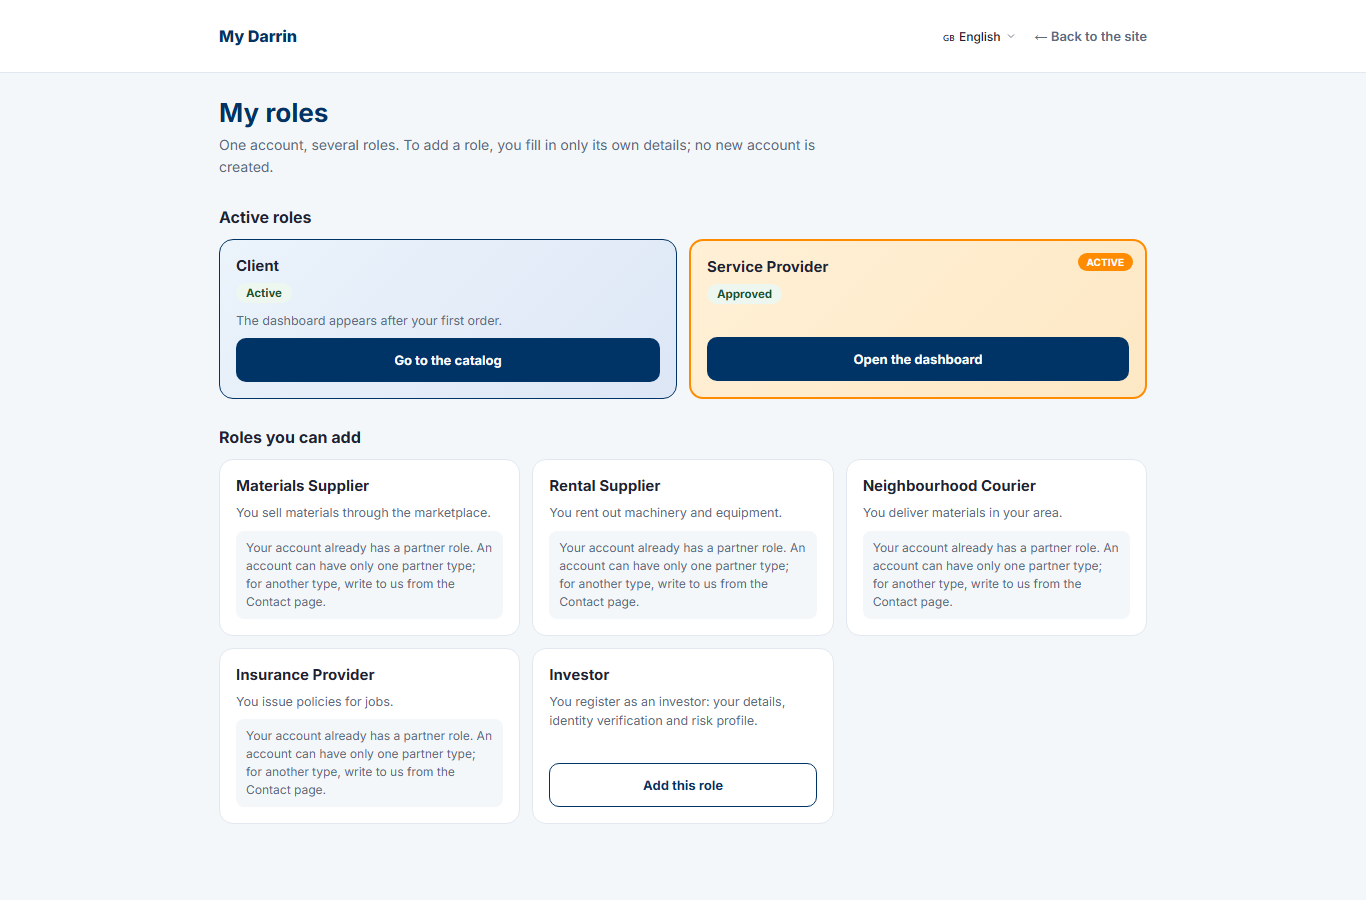 My Darrin
GB English
← Back to the site
My roles
One account, several roles. To add a role, you fill in only its own details; no new account is
created.
Active roles
Client
Active
The dashboard appears after your first order.
Go to the catalog
Service Provider
ACTIVE
Approved
Open the dashboard
Roles you can add
Materials Supplier
You sell materials through the marketplace.
Your account already has a partner role. An
account can have only one partner type;
for another type, write to us from the
Contact page.
Rental Supplier
You rent out machinery and equipment.
Your account already has a partner role. An
account can have only one partner type;
for another type, write to us from the
Contact page.
Neighbourhood Courier
You deliver materials in your area.
Your account already has a partner role. An
account can have only one partner type;
for another type, write to us from the
Contact page.
Insurance Provider
You issue policies for jobs.
Your account already has a partner role. An
account can have only one partner type;
for another type, write to us from the
Contact page.
Investor
You register as an investor: your details,
identity verification and risk profile.
Add this role